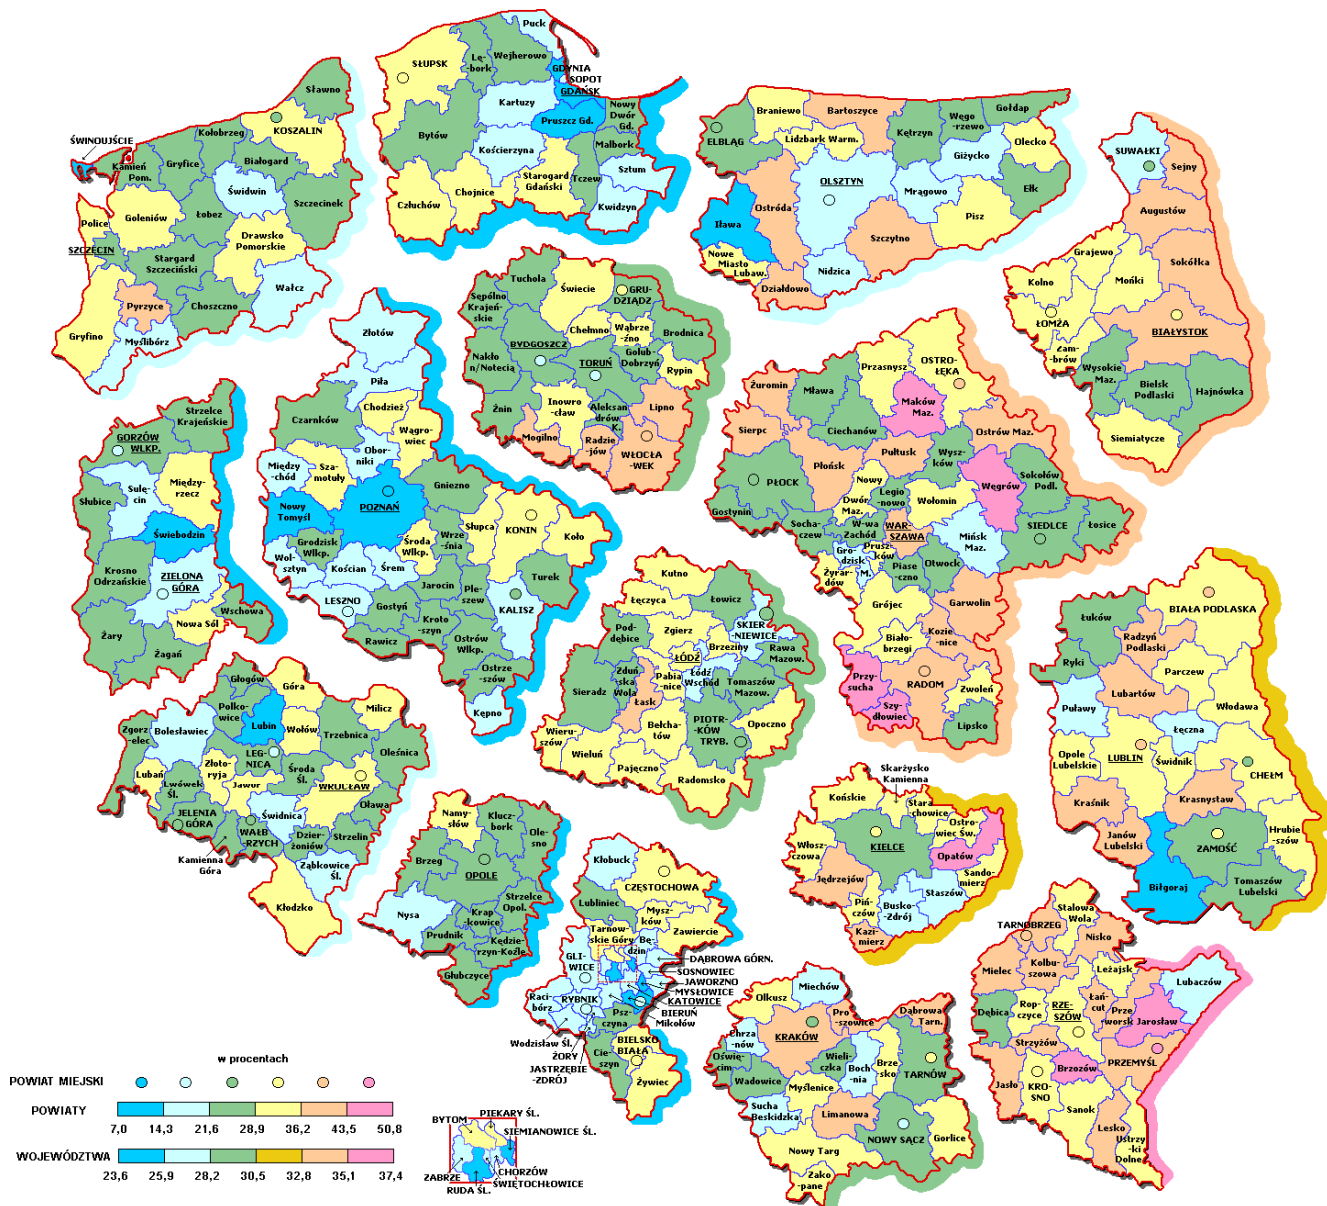 Puck
SŁUPSK
Lę-
-bork
Wejherowo
GDYNIA
SOPOT
GDAŃSK
Kartuzy
Bytów
Pruszcz Gd.
Nowy
Dwór
Gd.
Malbork
Kościerzyna
Tczew
Sztum
Starogard
Gdański
Chojnice
Człuchów
Kwidzyn
Sławno
KOSZALIN
Kołobrzeg
ŚWINOUJŚCIE
Kamień
Pom.
Gryfice
Białogard
Świdwin
Szczecinek
Police
Goleniów
Łobez
Drawsko
Pomorskie
SZCZECIN
Stargard
Szczeciński
Wałcz
Pyrzyce
Choszczno
Gryfino
Myślibórz
Braniewo
Bartoszyce
Węgo
-rzewo
Gołdap
ELBLĄG
Lidzbark Warm.
Kętrzyn
Giżycko
Olecko
OLSZTYN
Mrągowo
Ełk
Ostróda
Iława
Pisz
Szczytno
Nowe
Miasto
Lubaw.
Nidzica
Działdowo
SUWAŁKI
Sejny
Augustów
Grajewo
Sokółka
Kolno
Mońki
ŁOMŻA
BIAŁYSTOK
Zam-
-brów
Wysokie
Maz.
Bielsk
Podlaski
Hajnówka
Siemiatycze
Tuchola
Świecie
GRU-
DZIĄDZ
Sępólno
Krajeń-
-skie
Chełmno
Wąbrze
-źno
Brodnica
BYDGOSZCZ
TORUŃ
Golub-
Dobrzyń
Rypin
Nakło
n/Notecią
Inowro
-cław
Aleksan
drów
K.
Lipno
Żnin
Mogilno
Radzie
-jów
WŁOCŁA
-WEK
Złotów
Piła
Chodzież
Czarnków
Wągro-
wiec
Obor-
niki
Między
-chód
Sza-
motuły
Gniezno
Nowy
Tomyśl
POZNAŃ
Słupca
KONIN
Koło
Grodzisk
Wlkp.
Środa
Wlkp.
Wrze
-śnia
Wol-
sztyn
Kościan
Śrem
Turek
Jarocin
Ple-
szew
LESZNO
Gostyń
KALISZ
Kroto-
-szyn
Rawicz
Ostrów
Wlkp.
Ostrze
-szów
Kępno
Strzelce
Krajeńskie
GORZÓW
WLKP.
Sulę-
cin
Między-
rzecz
Słubice
Świebodzin
Krosno
Odrzańskie
ZIELONA
GÓRA
Wschowa
Nowa Sól
Żary
Żagań
Przasnysz
OSTRO-
ŁĘKA
Żuromin
Mława
Maków
Maz.
Ciechanów
Ostrów Maz.
Sierpc
Pułtusk
Wysz-
ków
Płońsk
Węgrów
Sokołów
Podl.
PŁOCK
Nowy
Dwór
Maz.
Legio
-nowo
Wołomin
Gostynin
Socha-
czew
W-wa
Zachód
WAR-
SZAWA
SIEDLCE
Łosice
Prusz-
ków
Gro-
dzisk
M.
Mińsk
Maz.
Żyrar-
dów
Piase
czno
Otwock
Grójec
Garwolin
Biało-
brzegi
Kozie-
-nice
Przy-
sucha
RADOM
Zwoleń
Szy-
dłowiec
Lipsko
Kutno
Łęczyca
Łowicz
SKIER
-NIEWICE
Pod-
dębice
Zgierz
Brzeziny
Rawa
Mazow.
ŁÓDŹ
Zduń
ska
Wola
Pabia
-nice
Łódź
Wschód
Tomaszów
Mazow.
Sieradz
Łask
Bełcha-
tów
PIOTR-
KÓW
TRYB.
Opoczno
Wieru-
szów
Wieluń
Pajęczno
Radomsko
BIAŁA PODLASKA
Łuków
Radzyń
Podlaski
Ryki
Parczew
Lubartów
Włodawa
Puławy
Łęczna
Opole
Lubelskie
LUBLIN
Świdnik
CHEŁM
Kraśnik
Krasnystaw
Janów
Lubelski
ZAMOŚĆ
Hrubie
-szów
Biłgoraj
Tomaszów
Lubelski
Głogów
Góra
Polko-
wice
Lubin
Milicz
Wołów
Zgorz
-elec
Bolesławiec
Trzebnica
Oleśnica
LEG-
NICA
Lubań
Złoto-
ryja
Środa
Śl.
Lwówek
Śl.
Jawor
WROCŁAW
Oława
JELENIA
GÓRA
Świdnica
WAŁB
RZYCH
Dzier-
żoniów
Strzelin
Kamienna
Góra
Ząbkowice
Śl.
Kłodzko
Namy-
słów
Klucz-
bork
Ole-
sno
Brzeg
OPOLE
Strzelce
Opol.
Nysa
Krap
-kowice
Prudnik
Kędzie-
rzyn-Koźle
Głubczyce
Kłobuck
CZĘSTOCHOWA
Lubliniec
Mysz-
ków
Zawiercie
Tarnow-
skie Góry
Bę-
dzin
DĄBROWA GÓRN.
GLI-
WICE
SOSNOWIEC
JAWORZNO
MYSŁOWICE
KATOWICE
Raci
bórz
RYBNIK
BIERUŃ
Mikołów
Psz-
czyna
Wodzisław Śl.
ŻORY
JASTRZĘBIE
-ZDRÓJ
Cie-
szyn
BIELSKO
BIAŁA
Żywiec
Skarżysko
Kamienna
Końskie
Stara
chowice
Ostro-
wiec Św.
Włosz-
czowa
KIELCE
Opatów
Jędrzejów
Sando-
mierz
Staszów
Piń-
czów
Busko-
Zdrój
Kazi-
mierz
Miechów
Olkusz
Dąbrowa
Tarn.
Pro-
szowice
Chrza-
nów
KRAKÓW
Oświę-
cim
Wieli-
czka
Boch
-nia
Brze
sko
TARNÓW
Wadowice
Myślenice
Sucha
Beskidzka
Limanowa
NOWY SĄCZ
Gorlice
Nowy Targ
Zako
-pane
Stalowa
Wola
TARNOBRZEG
Nisko
Mielec
Kolbu-
szowa
Leżajsk
Lubaczów
Dębica
Rop-
czyce
RZE-
SZÓW
Łań-
cut
Prze
-worsk
Jarosław
Strzyżów
PRZEMYŚL
Jasło
KRO-
SNO
Brzozów
Sanok
Lesko
Ustrzy
-ki
Dolne
w procentach
POWIAT MIEJSKI
POWIATY
7,0 14,3 21,6 28,9 36,2 43,5 50,8
WOJEWÓDZTWA
23,6 25,9 28,2 30,5 32,8 35,1 37,4
BYTOM
PIEKARY ŚL.
SIEMIANOWICE ŚL.
CHORZÓW
ZABRZE
ŚWIĘTOCHŁOWICE
RUDA ŚL.